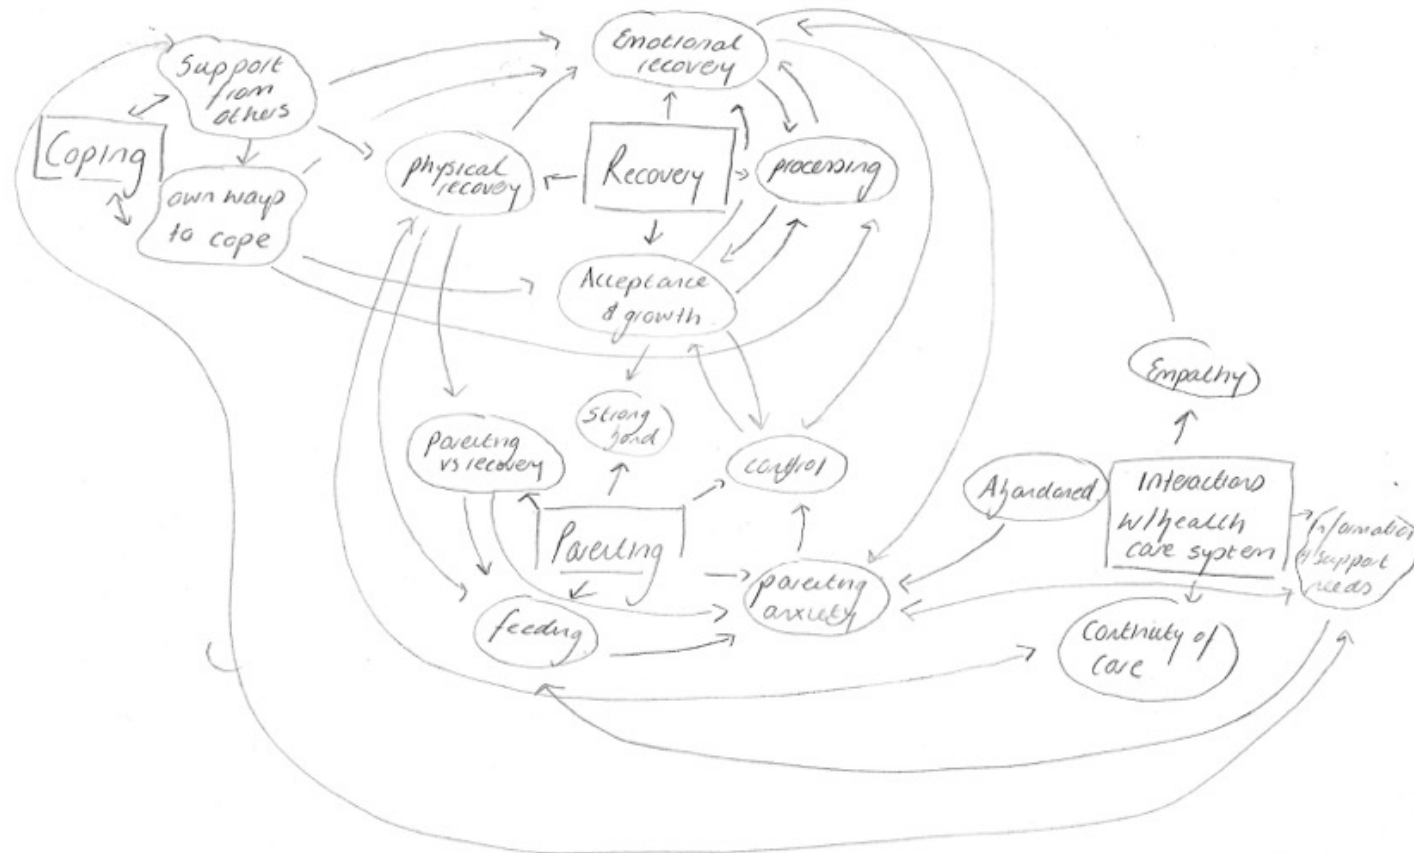 Emotional
recovery
Support
from
others
Coping
physical
recovery
Recovery
processing
own ways
to cope
Acceptance
& growth
Empathy
strong
bond
parenting
vs recovery
control
Abandoned
Interactions
w/health
care system
Information
& support
needs
Parenting
parenting
anxiety
feeding
Continuity of
care